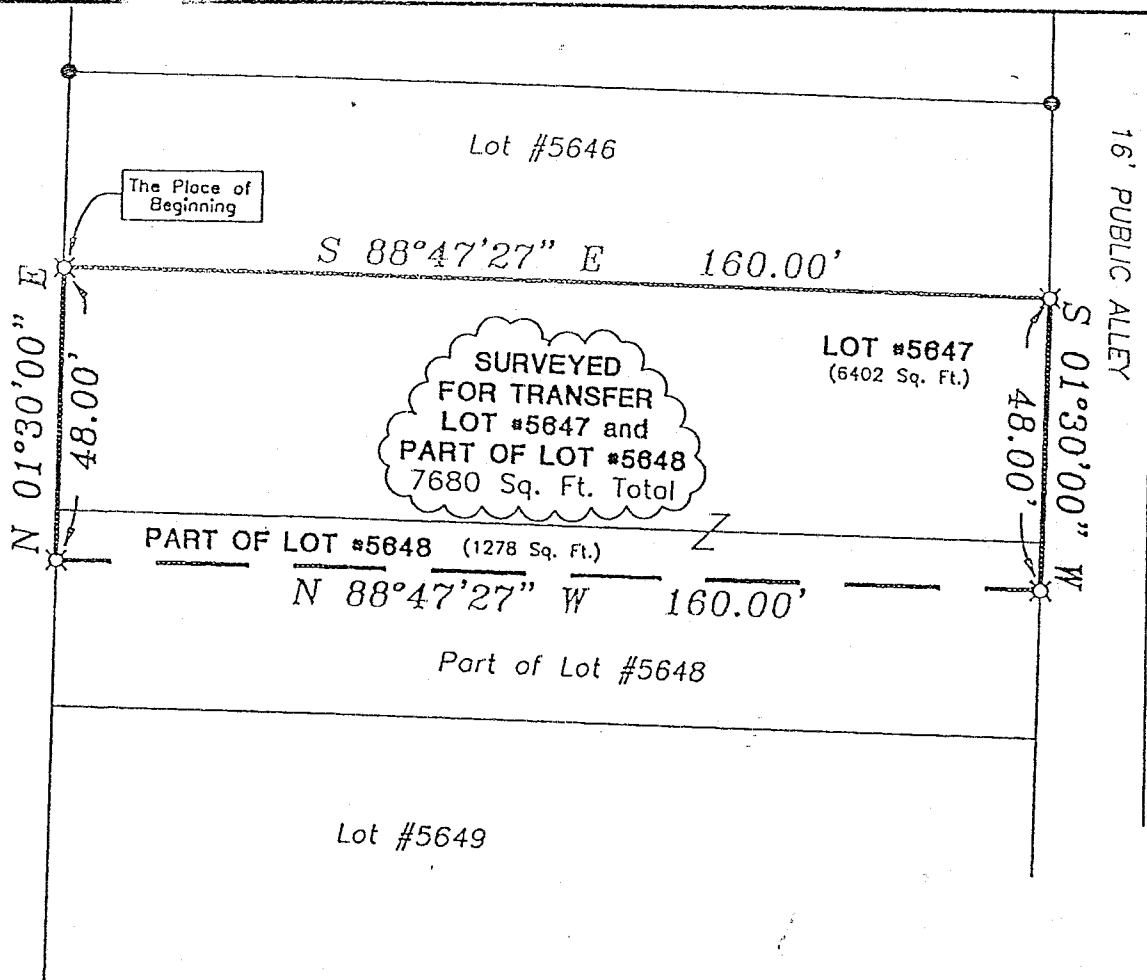 Lot #5646
16' PUBLIC ALLEY
The Place of
Beginning
S 88°47'27" E 160.00'
N 01°30'00" E
48.00'
SURVEYED
FOR TRANSFER
LOT #5647 and
PART OF LOT #5648
7680 Sq. Ft. Total
LOT #5647
(6402 Sq. Ft.)
48.00'
S 01°30'00" W
PART OF LOT #5648 (1278 Sq. Ft.)
N 88°47'27" W 160.00'
Part of Lot #5648
Lot #5649